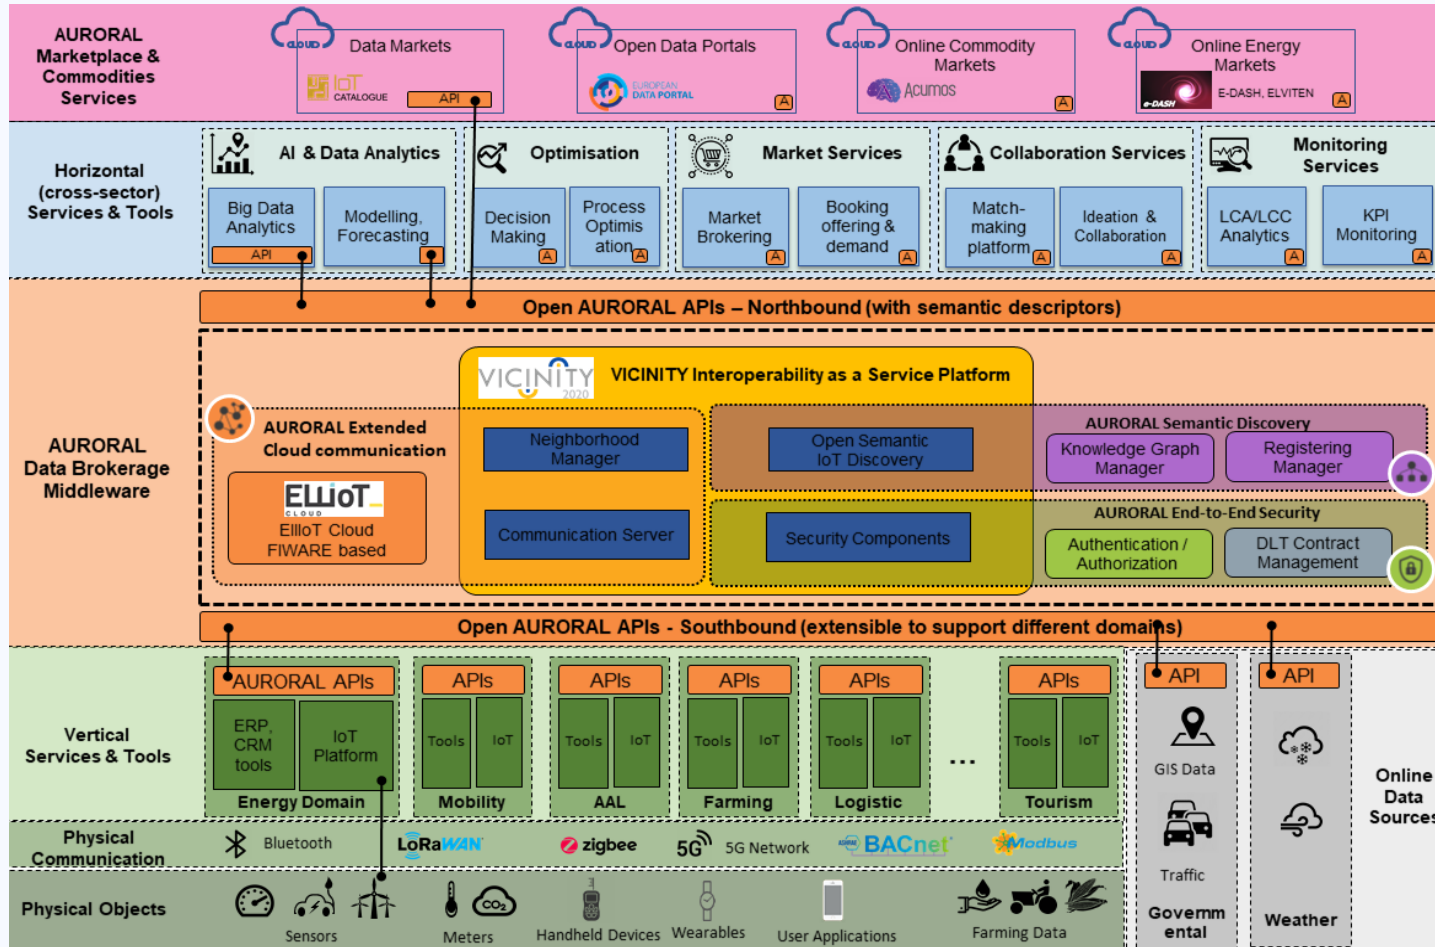 AURORAL
Marketplace &
Commodities
Services
CLOUD
Data Markets
IoT
CATALOGUE
API
CLOUD
Open Data Portals
EUROPEAN
DATA PORTAL
A
CLOUD
Online Commodity
Markets
Acumos
A
CLOUD
Online Energy
Markets
e-DASH
E-DASH, ELVITEN
A
Horizontal
(cross-sector)
Services & Tools
AI & Data Analytics
Big Data
Analytics
API
Modelling,
Forecasting
Optimisation
Decision
Making
A
Process
Optimis
ation
A
Market Services
Market
Brokering
A
Booking
offering &
demand
A
Collaboration Services
Match-
making
platform
A
Ideation &
Collaboration
A
Monitoring
Services
LCA/LCC
Analytics
A
KPI
Monitoring
A
Open AURORAL APIs – Northbound (with semantic descriptors)
AURORAL
Data Brokerage
Middleware
VICINITY
2020
VICINITY Interoperability as a Service Platform
AURORAL Extended
Cloud communication
ELLIOT_
CLOUD
EllIoT Cloud
FIWARE based
Neighborhood
Manager
Communication Server
Open Semantic
IoT Discovery
Security Components
AURORAL Semantic Discovery
Knowledge Graph
Manager
Registering
Manager
AURORAL End-to-End Security
Authentication /
Authorization
DLT Contract
Management
Open AURORAL APIs - Southbound (extensible to support different domains)
Vertical
Services & Tools
AURORAL APIs
ERP,
CRM
tools
IoT
Platform
Energy Domain
APIs
Tools
IoT
Mobility
APIs
Tools
IoT
AAL
APIs
Tools
IoT
Farming
APIs
Tools
IoT
Logistic
...
APIs
Tools
IoT
Tourism
API
GIS Data
Traffic
Governm
ental
API
Weather
Online
Data
Sources
Physical
Communication
Bluetooth
LoRaWAN
zigbee
5G
5G Network
ASHRAE
BACnet
Modbus
Physical Objects
Sensors
CO2
Meters
Handheld Devices
Wearables
User Applications
Farming Data